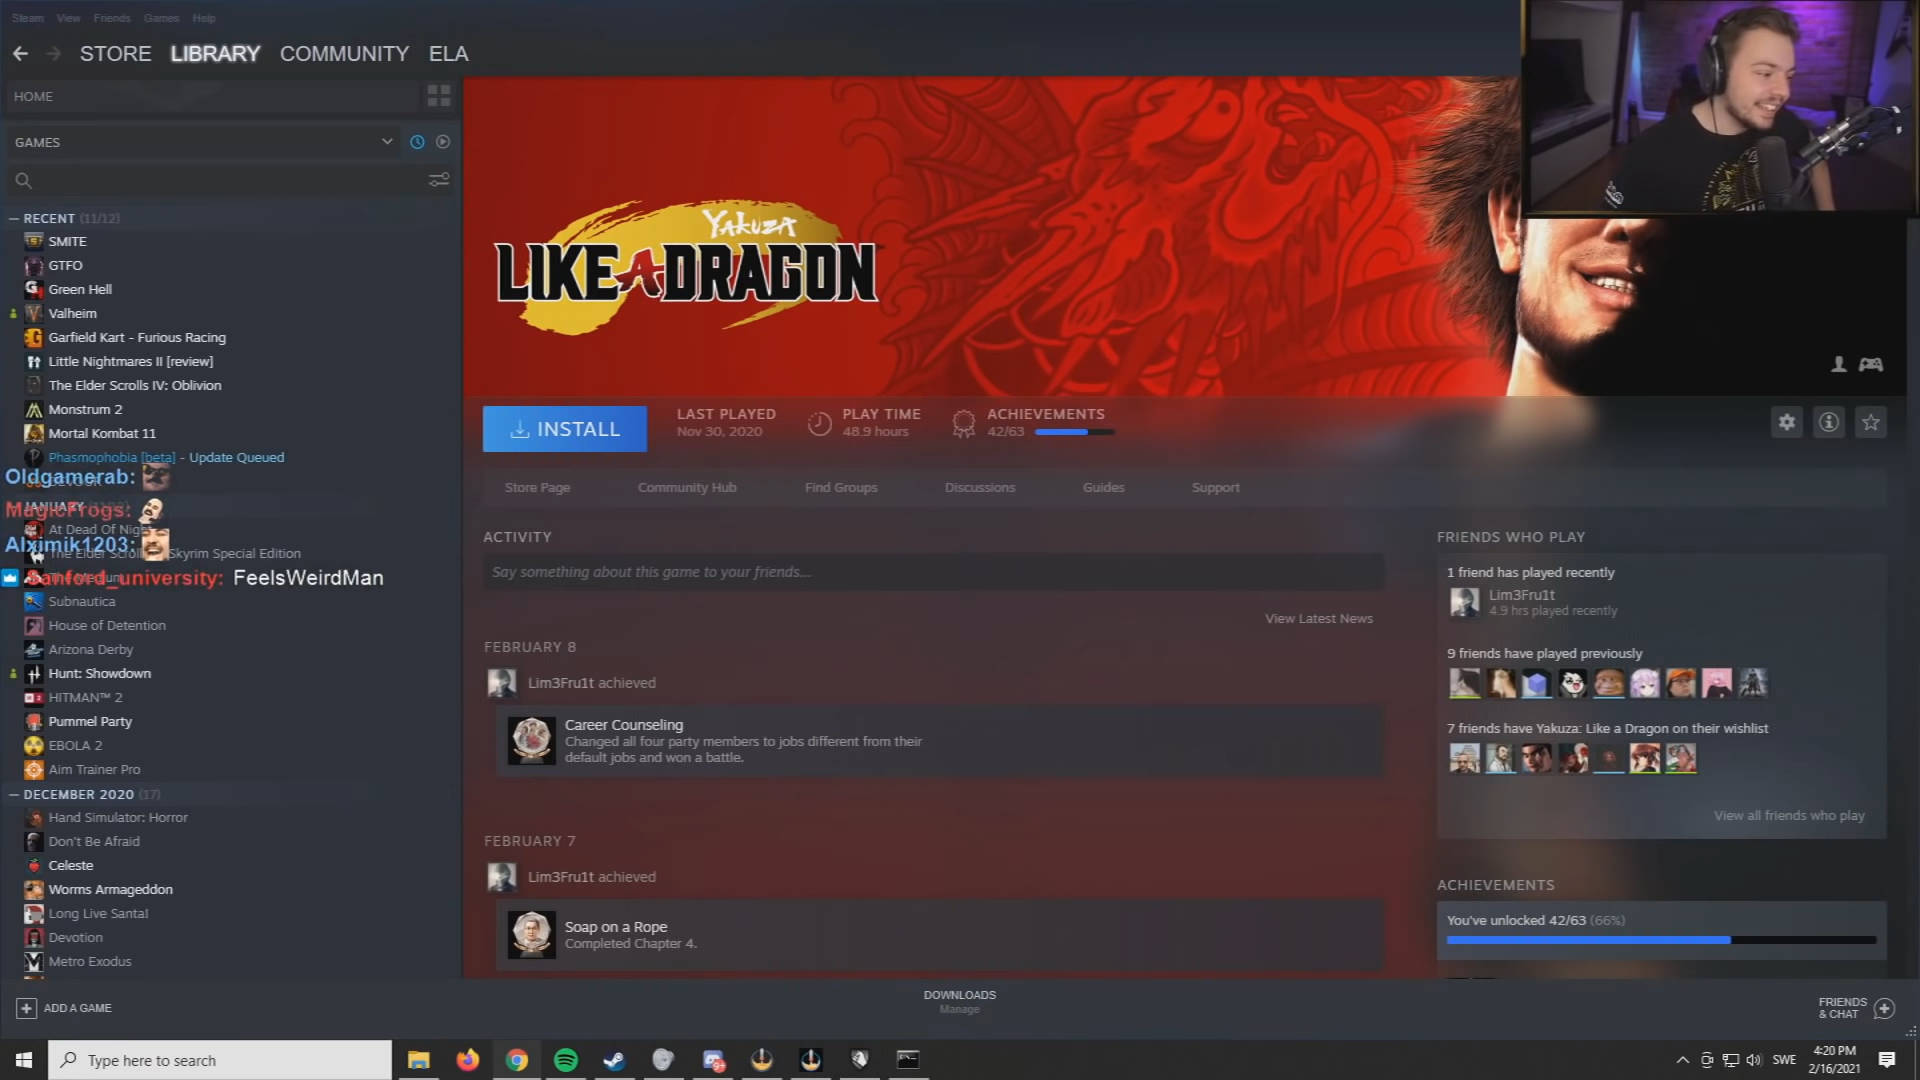 Steam View Friends Games Help
STORE LIBRARY COMMUNITY ELA
HOME
GAMES
RECENT (11/12)
SMITE
GTFO
Green Hell
Valheim
Garfield Kart - Furious Racing
Little Nightmares II [review]
The Elder Scrolls IV: Oblivion
Monstrum 2
Mortal Kombat 11
Phasmophobia [beta] - Update Queued
Oldgamerab:
JANUARY
MagicFrogs:
At Dead Of Night
Alximik1203:
The Elder Scrolls Skyrim Special Edition
Sanford_university: FeelsWeirdMan
Subnautica
House of Detention
Arizona Derby
Hunt: Showdown
HITMAN™ 2
Pummel Party
EBOLA 2
Aim Trainer Pro
DECEMBER 2020 (17)
Hand Simulator: Horror
Don't Be Afraid
Celeste
Worms Armageddon
Long Live Santa!
Devotion
Metro Exodus
ADD A GAME
YAKUZA
LIKE A DRAGON
INSTALL
LAST PLAYED
Nov 30, 2020
PLAY TIME
48.9 hours
ACHIEVEMENTS
42/63
Store Page Community Hub Find Groups Discussions Guides Support
ACTIVITY
Say something about this game to your friends...
View Latest News
FEBRUARY 8
Lim3Fru1t achieved
Career Counseling
Changed all four party members to jobs different from their
default jobs and won a battle.
FEBRUARY 7
Lim3Fru1t achieved
Soap on a Rope
Completed Chapter 4.
FRIENDS WHO PLAY
1 friend has played recently
Lim3Fru1t
4.9 hrs played recently
9 friends have played previously
7 friends have Yakuza: Like a Dragon on their wishlist
View all friends who play
ACHIEVEMENTS
You've unlocked 42/63 (66%)
DOWNLOADS
Manage
FRIENDS
& CHAT
Type here to search
9+
SWE
4:20 PM
2/16/2021